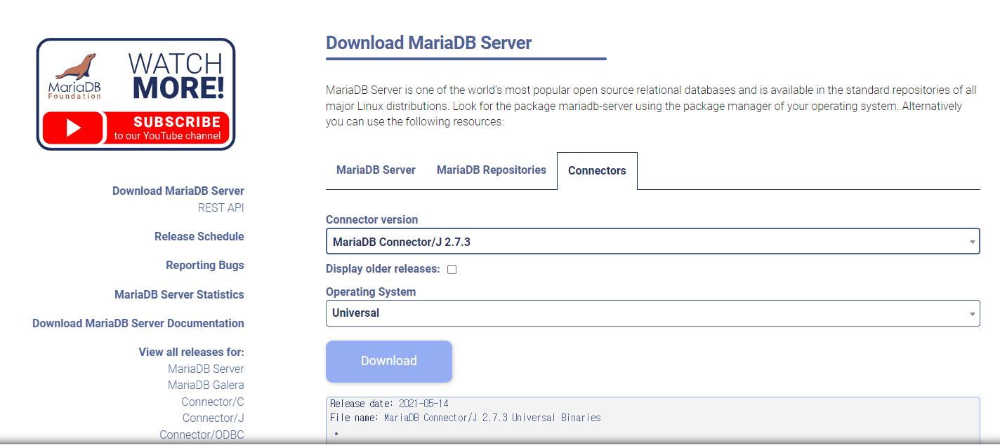 MariaDB
Foundation
WATCH
MORE!
SUBSCRIBE
to our YouTube channel
Download MariaDB Server
REST API
Release Schedule
Reporting Bugs
MariaDB Server Statistics
Download MariaDB Server Documentation
View all releases for:
MariaDB Server
MariaDB Galera
Connector/C
Connector/J
Connector/ODBC
Download MariaDB Server
MariaDB Server is one of the world's most popular open source relational databases and is available in the standard repositories of all
major Linux distributions. Look for the package mariadb-server using the package manager of your operating system. Alternatively
you can use the following resources:
MariaDB Server MariaDB Repositories Connectors
Connector version
MariaDB Connector/J 2.7.3
Display older releases:
Operating System
Universal
Download
Release date: 2021-05-14
File name: MariaDB Connector/J 2.7.3 Universal Binaries